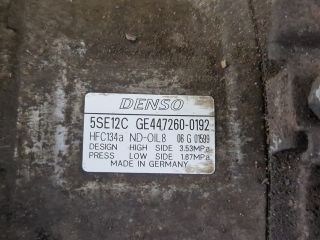 DENSO
5SE12C GE447260-0192
HFC134a ND-OIL8 06 G 01599
DESIGN HIGH SIDE 3.53MPa
PRESS LOW SIDE 1.87MPa
MADE IN GERMANY